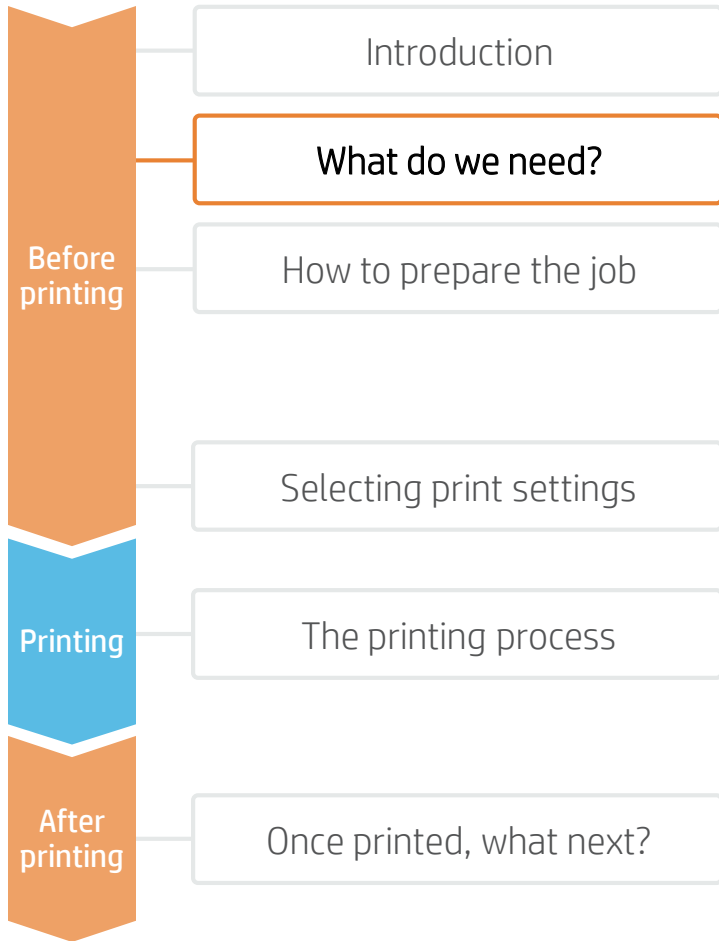 Introduction
What do we need?
Before
printing
How to prepare the job
Selecting print settings
Printing
The printing process
After
printing
Once printed, what next?